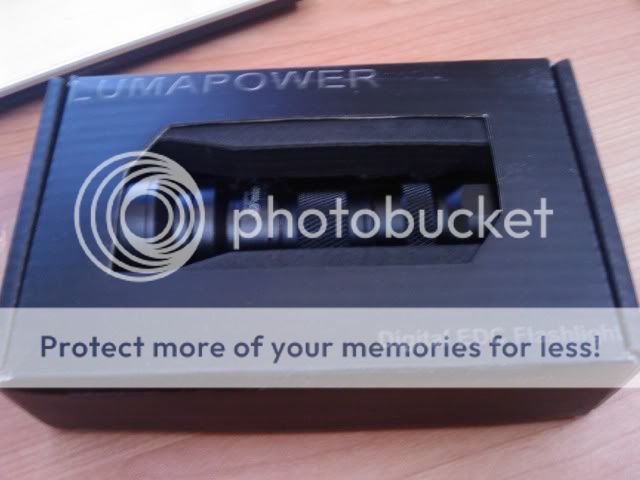 LUMAPOWER
photobucket
Digital EDC Flashlight
Protect more of your memories for less!